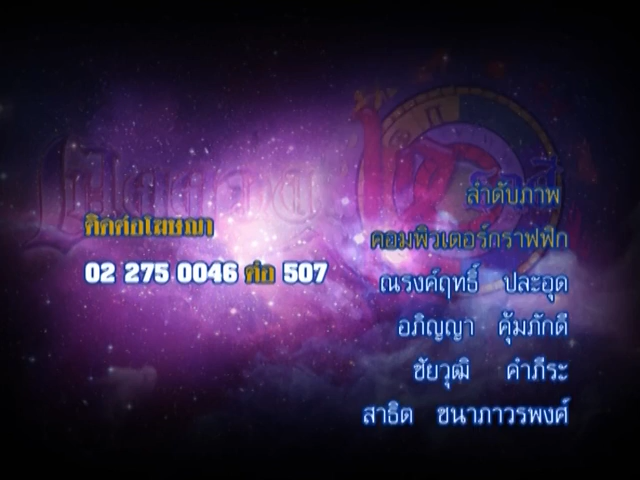 ติดต่อโฆษณา
02 275 0046 ต่อ 507
ลำดับภาพ
คอมพิวเตอร์กราฟฟิก
ณรงค์ฤทธิ์ ปละอุด
อภิญญา คุ้มภักดี
ชัยวุฒิ คำภีระ
สาธิต ชนาภาวรพงศ์